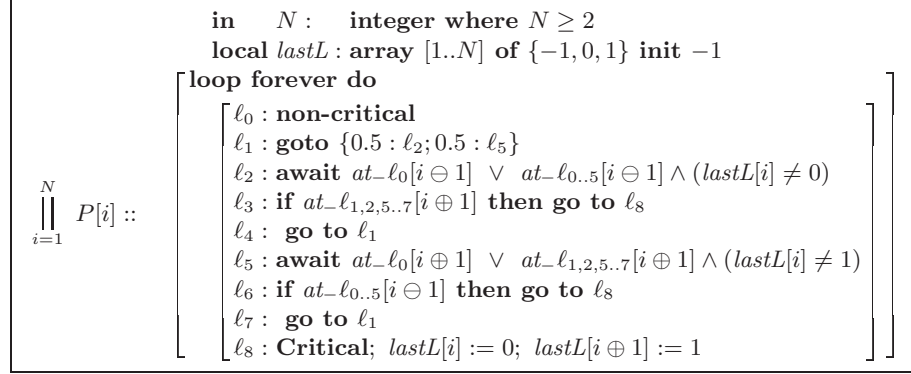 in N : integer where N ≥ 2
local lastL : array [1..N] of {−1, 0, 1} init −1
loop forever do
ℓ0 : non-critical
ℓ1 : goto {0.5 : ℓ2; 0.5 : ℓ5}
ℓ2 : await at_ℓ0[i ⊖ 1] ∨ at_ℓ0..5[i ⊖ 1] ∧ (lastL[i] ≠ 0)
ℓ3 : if at_ℓ1,2,5..7[i ⊕ 1] then go to ℓ8
N
∥ P[i] ::
i=1
ℓ4 : go to ℓ1
ℓ5 : await at_ℓ0[i ⊕ 1] ∨ at_ℓ1,2,5..7[i ⊕ 1] ∧ (lastL[i] ≠ 1)
ℓ6 : if at_ℓ0..5[i ⊖ 1] then go to ℓ8
ℓ7 : go to ℓ1
ℓ8 : Critical; lastL[i] := 0; lastL[i ⊕ 1] := 1